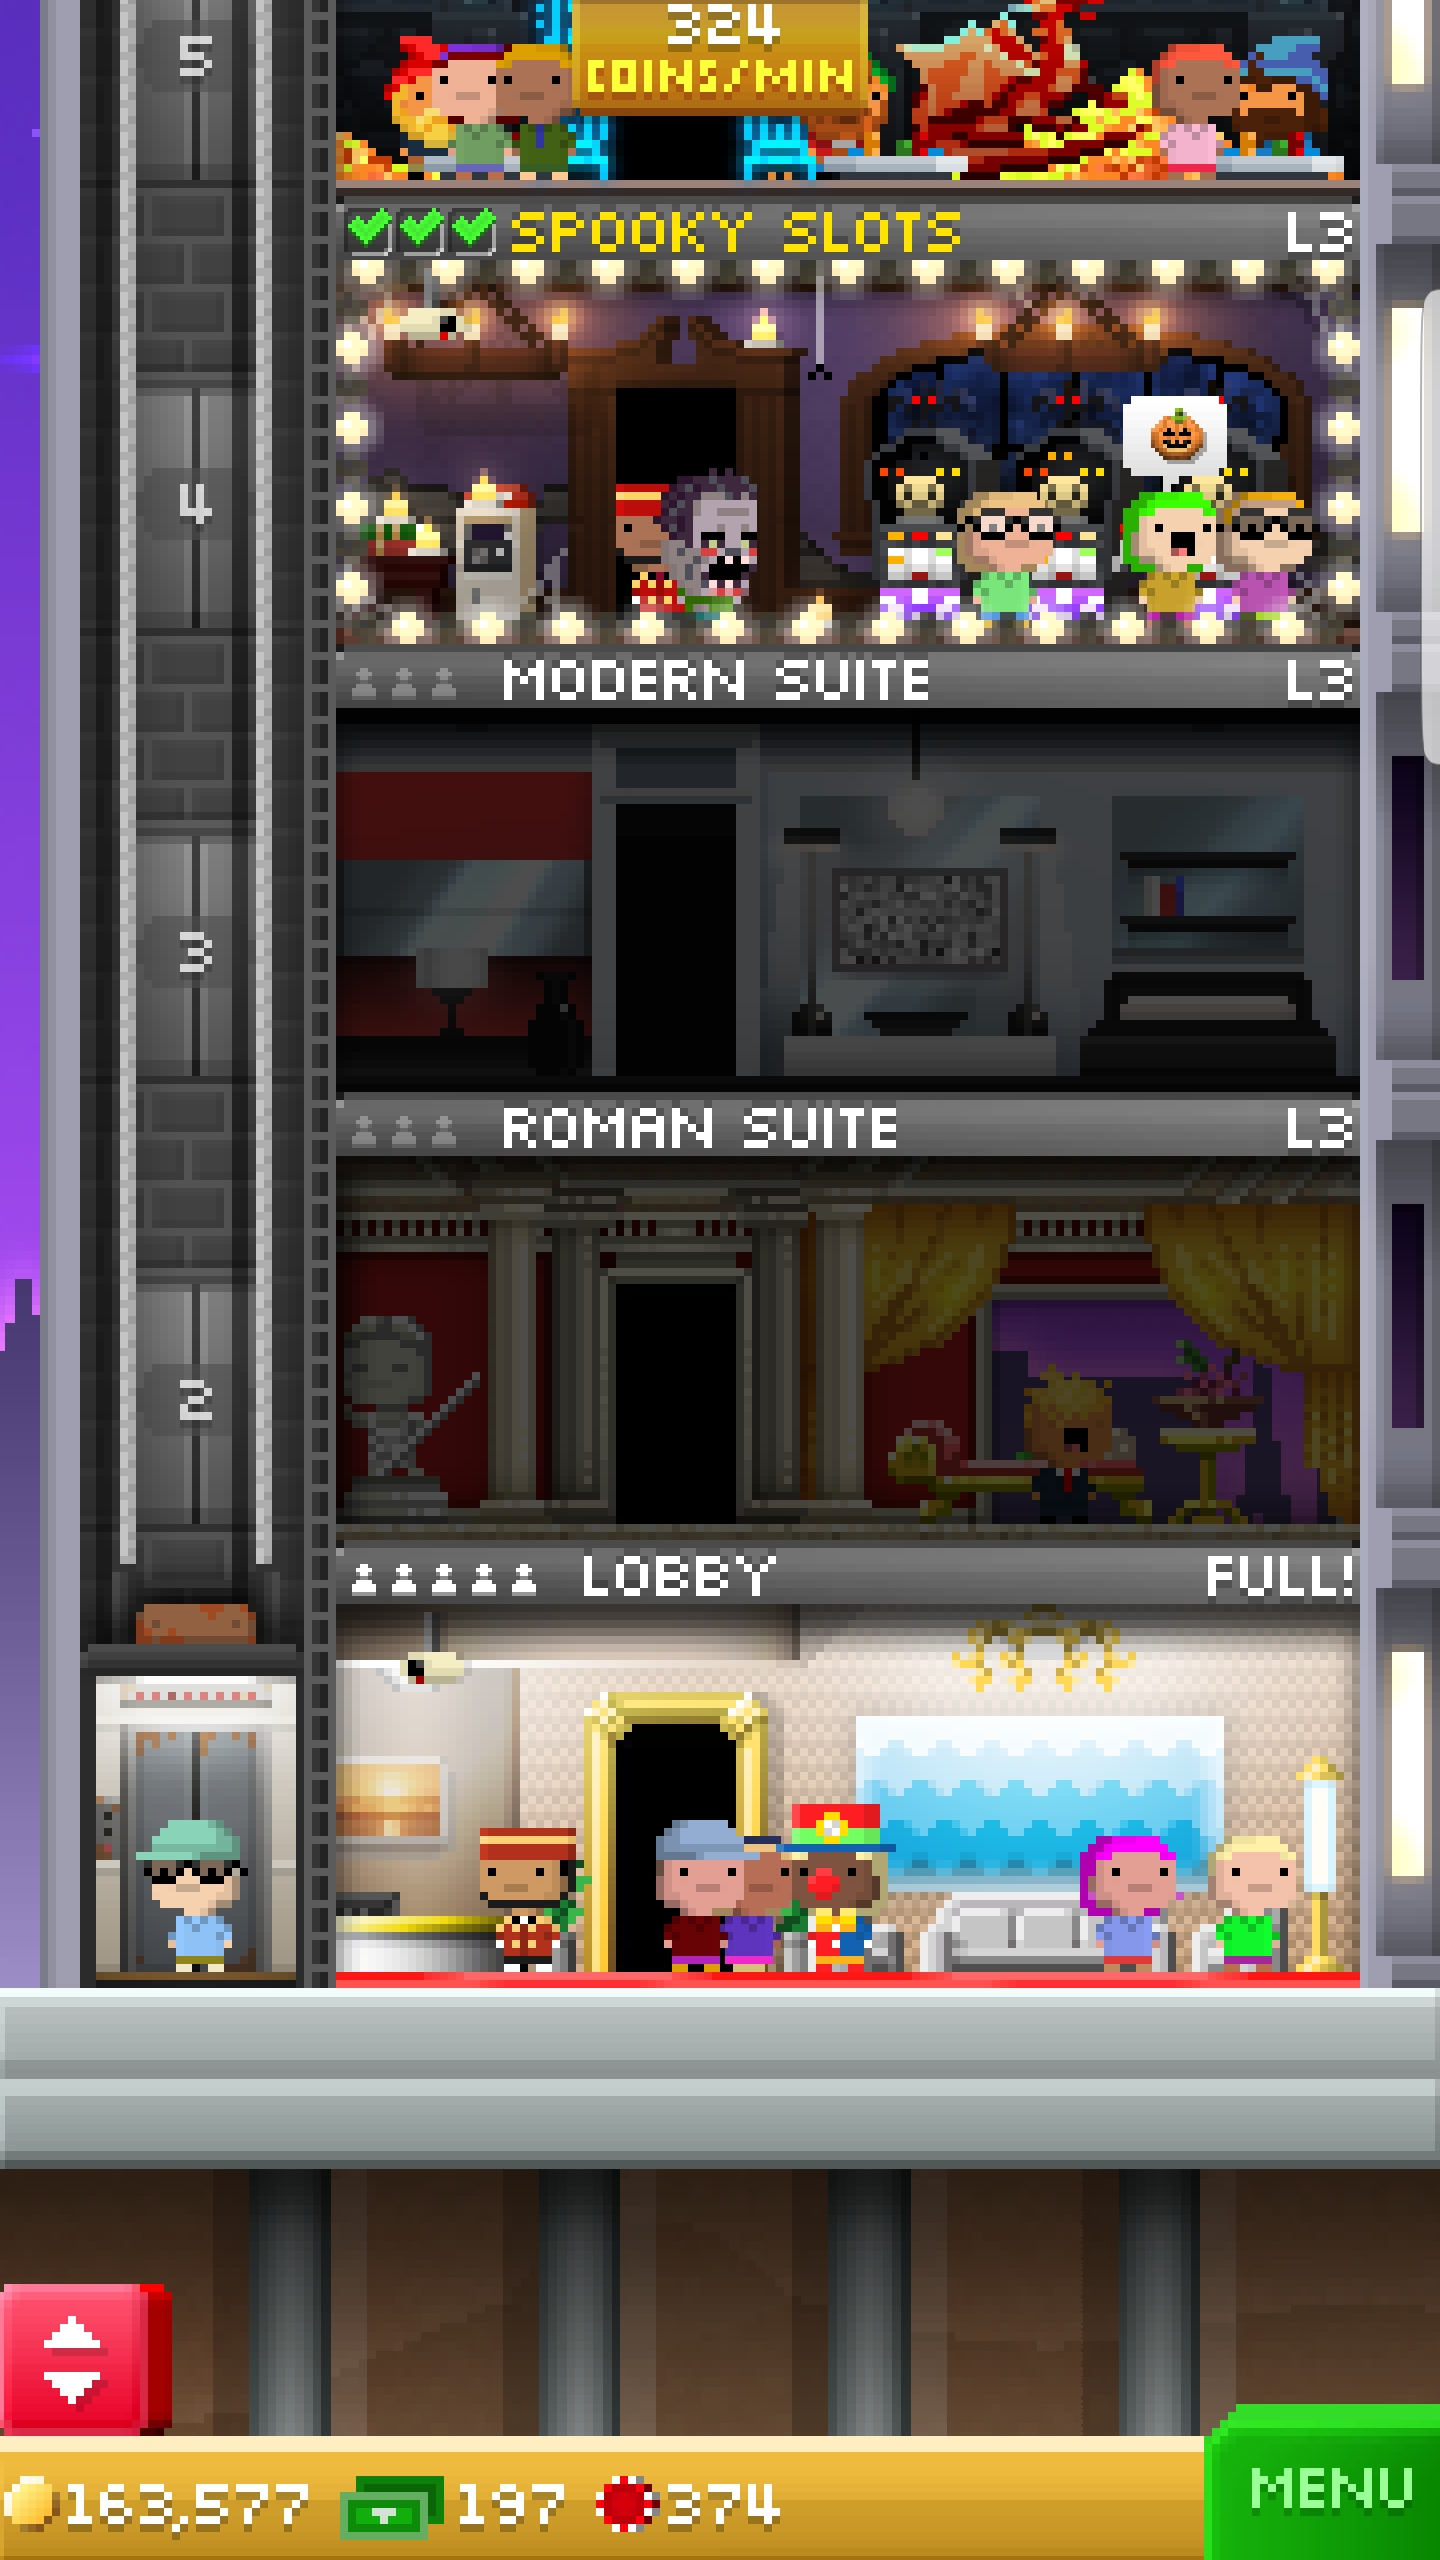 324
COINS/MIN
5
SPOOKY SLOTS L3
4
MODERN SUITE L3
3
ROMAN SUITE L3
2
LOBBY FULL!
163,577 197 374
MENU